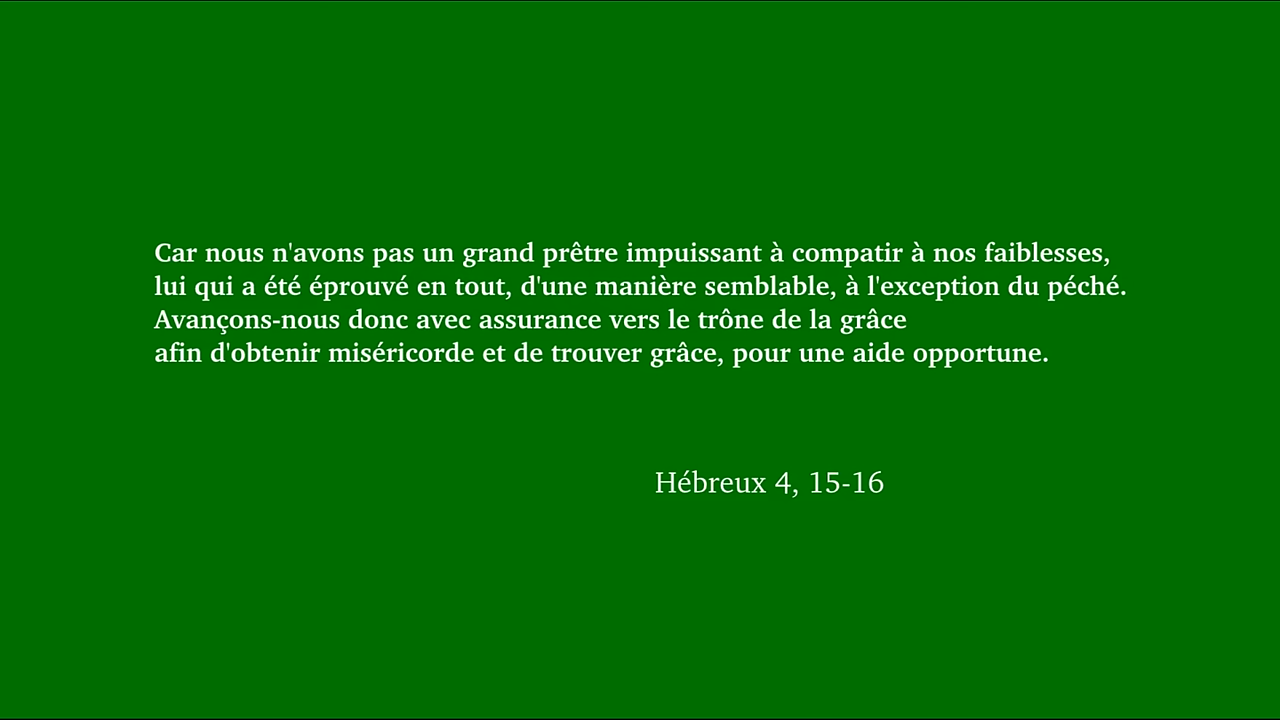 Car nous n'avons pas un grand prêtre impuissant à compatir à nos faiblesses,
lui qui a été éprouvé en tout, d'une manière semblable, à l'exception du péché.
Avançons-nous donc avec assurance vers le trône de la grâce
afin d'obtenir miséricorde et de trouver grâce, pour une aide opportune.
Hébreux 4, 15-16